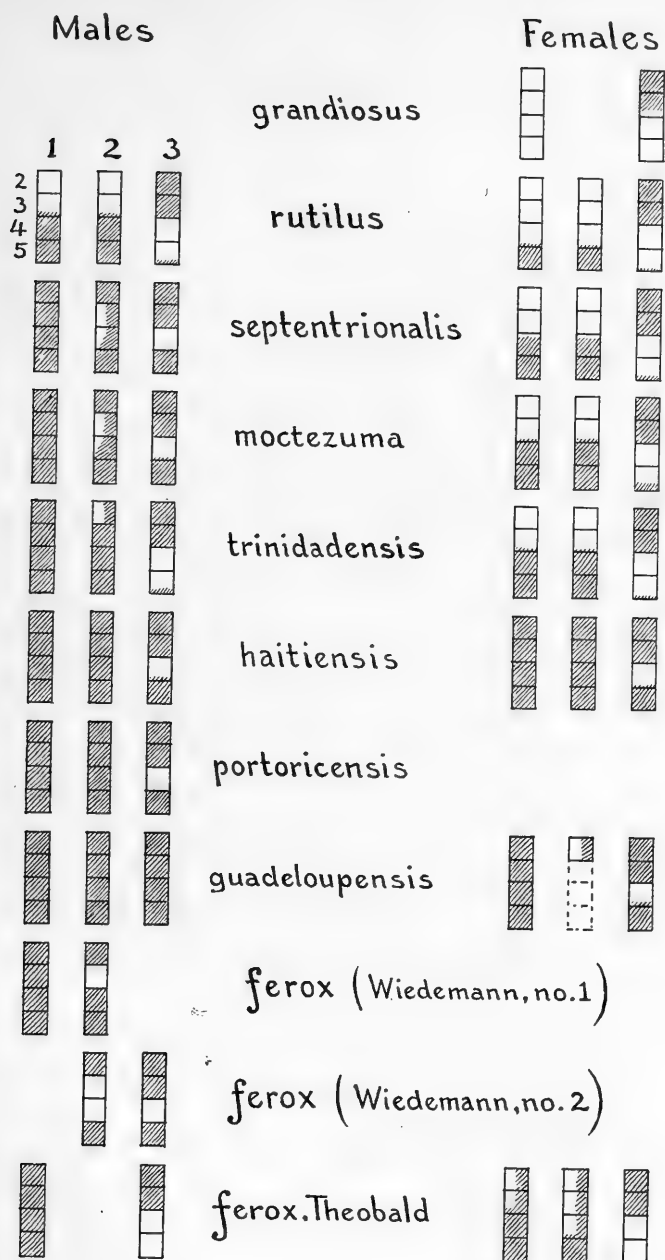 Males Females
grandiosus
1 2 3
2
3
4
5
rutilus
septentrionalis
moctezuma
trinidadensis
haitiensis
portoricensis
guadeloupensis
ferox (Wiedemann, no.1)
ferox (Wiedemann, no. 2)
ferox. Theobald